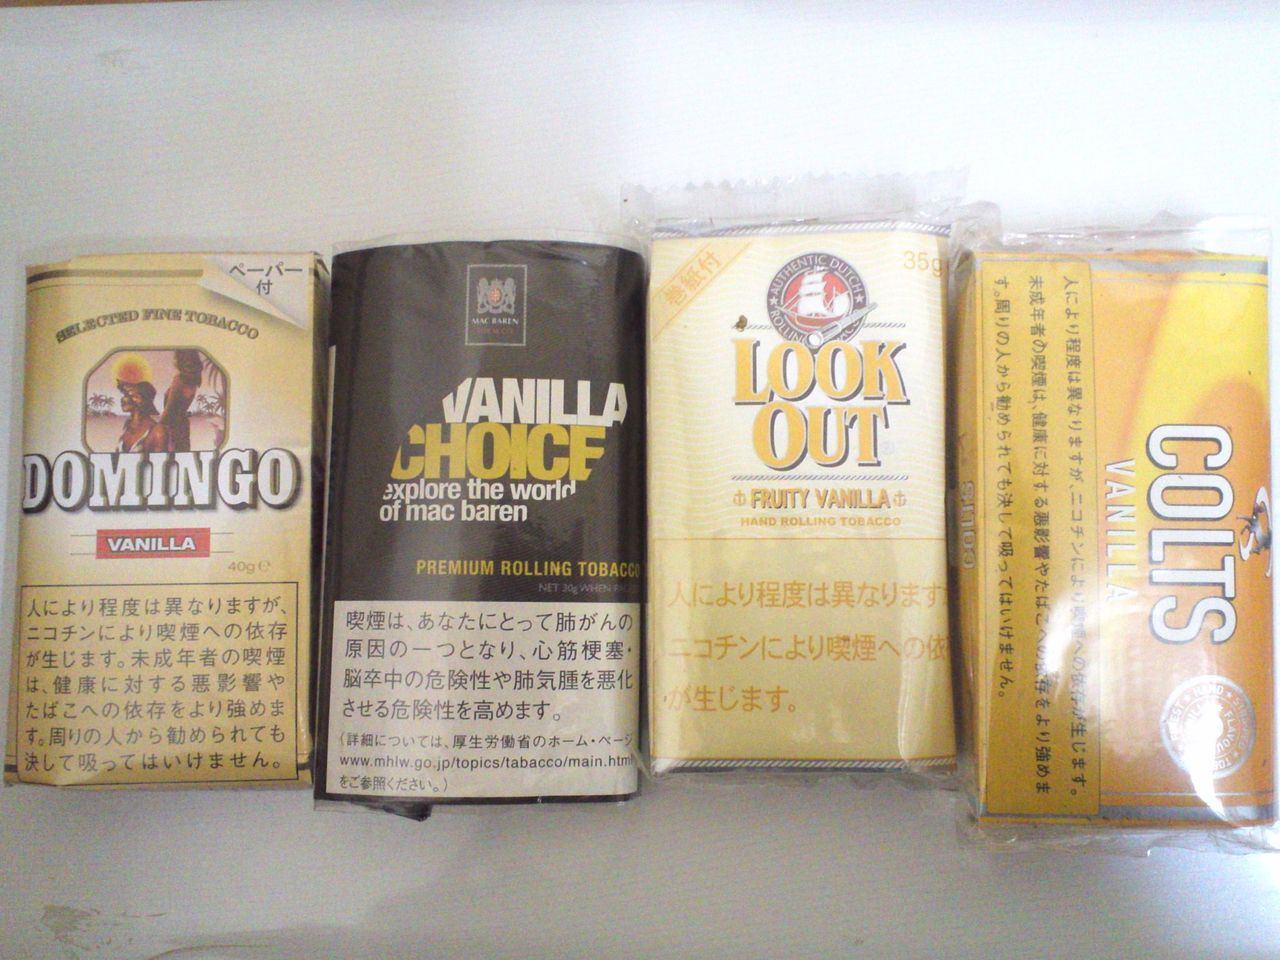 ペーパー
付
SELECTED FINE TOBACCO
DOMINGO
VANILLA
40g e
人により程度は異なりますが、
ニコチンにより喫煙への依存
が生じます。未成年者の喫煙
は、健康に対する悪影響や
たばこへの依存をより強めま
す。周りの人から勧められても
決して吸ってはいけません。
MAC BAREN
VANILLA
CHOICE
explore the world
of mac baren
PREMIUM ROLLING TOBACCO
NET 30g WHEN
喫煙は、あなたにとって肺がんの
原因の一つとなり、心筋梗塞・
脳卒中の危険性や肺気腫を悪化
させる危険性を高めます。
(詳細については、厚生労働省のホーム・ページ
www.mhlw.go.jp/topics/tabacco/main.html
をご参照ください。)
巻紙付
35g
AUTHENTIC DUTCH
ROLLING
LOOK
OUT
FRUITY VANILLA
HAND ROLLING TOBACCO
人により程度は異なります
ニコチンにより喫煙への依
が生じます。
COLTS
VANILLA
人により程度は異なりますが、ニコチンにより喫煙への依存が生じます。
未成年者の喫煙は、健康に対する悪影響やたばこへの依存をより強めま
す。周りの人から勧められても決して吸ってはいけません。